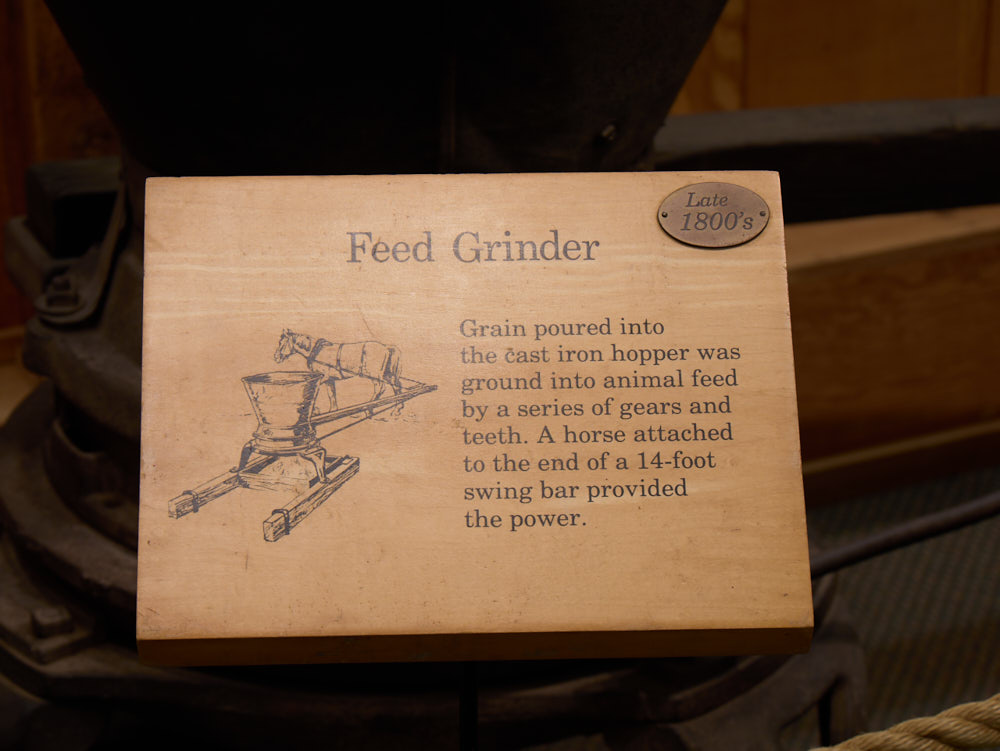 Late
1800's
Feed Grinder
Grain poured into
the cast iron hopper was
ground into animal feed
by a series of gears and
teeth. A horse attached
to the end of a 14-foot
swing bar provided
the power.